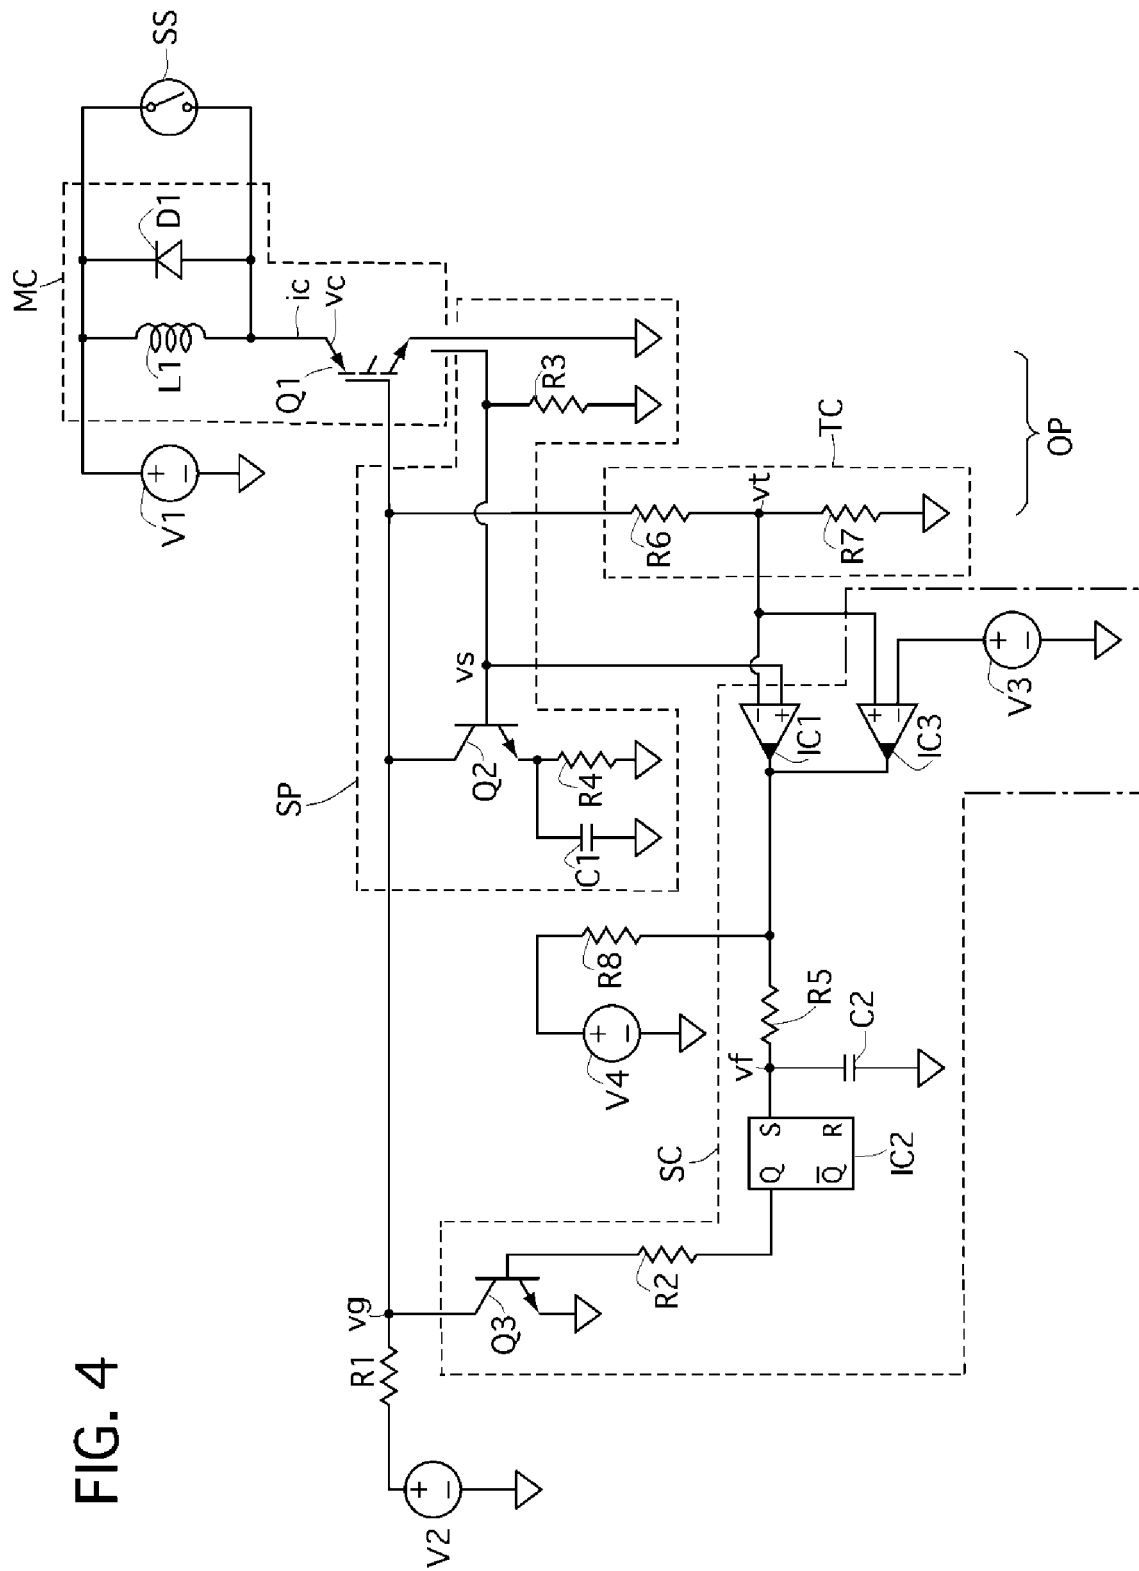 FIG. 4
MC
SS
D1
L1
ic
vc
Q1
V1
R3
SP
TC
OP
vt
R6
R7
vs
Q2
R4
C1
IC1
IC3
V3
+
−
+
−
+
−
+
−
R8
V4
+
−
R5
C2
vf
SC
S
R
Q
Q̅
IC2
R2
Q3
vg
R1
V2
+
−